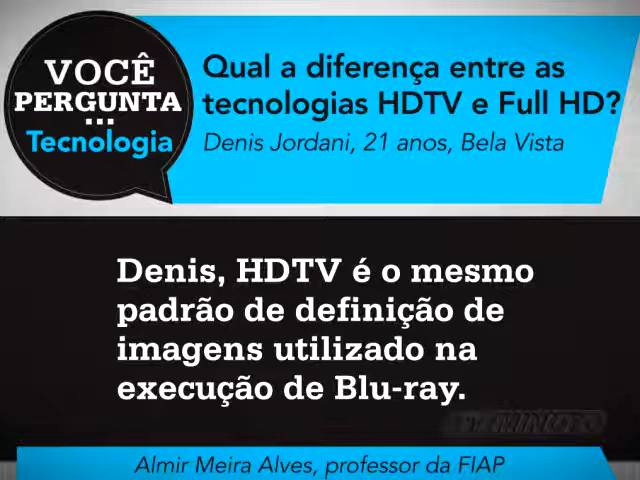 VOCÊ
PERGUNTA
...
Tecnologia
Qual a diferença entre as
tecnologias HDTV e Full HD?
Denis Jordani, 21 anos, Bela Vista
Denis, HDTV é o mesmo
padrão de definição de
imagens utilizado na
execução de Blu-ray.
MINUTO
Almir Meira Alves, professor da FIAP